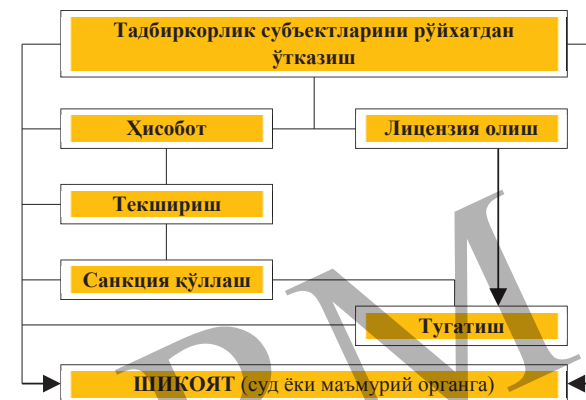 Тадбиркорлик субъектларини рўйхатдан
ўтказиш
Ҳисобот
Лицензия олиш
Текшириш
Санкция қўллаш
Тугатиш
ШИКОЯТ (суд ёки маъмурий органга)